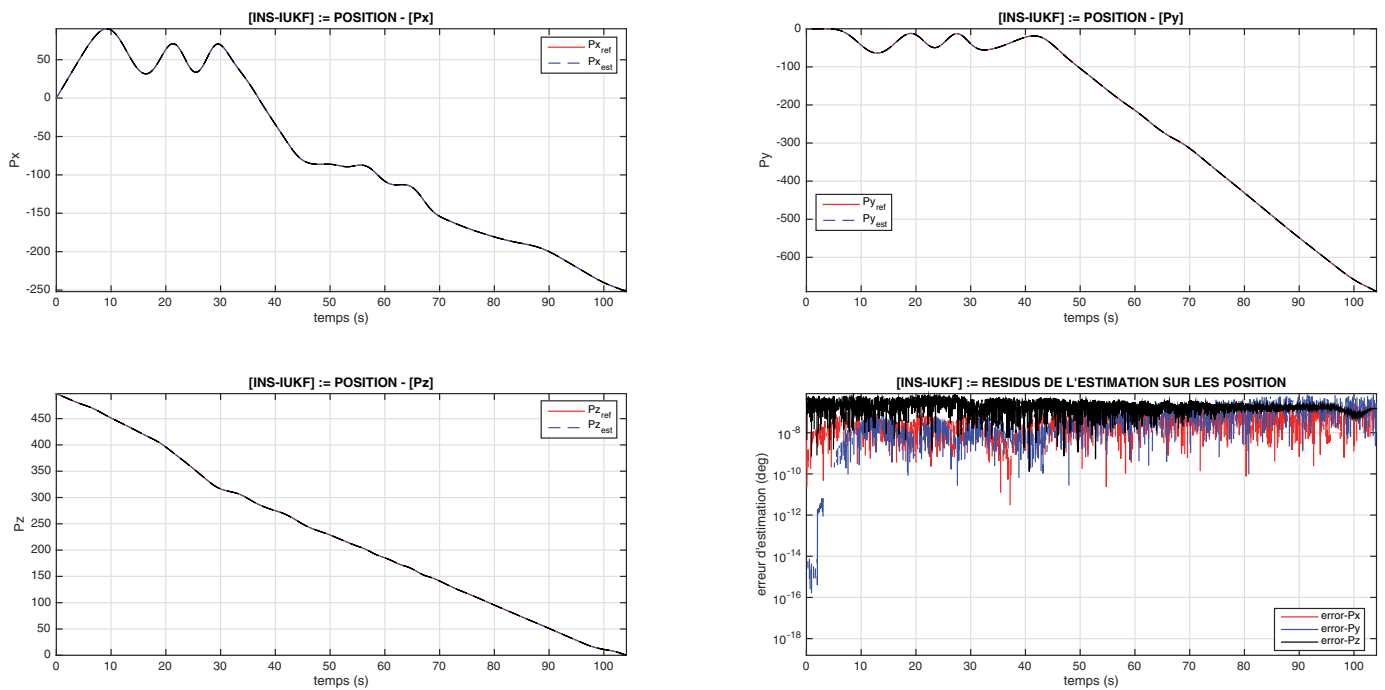 [INS-IUKF] := POSITION - [Px]
Px
50
0
-50
-100
-150
-200
-250
Px_ref
Px_est
0 10 20 30 40 50 60 70 80 90 100
temps (s)
[INS-IUKF] := POSITION - [Py]
Py
0
-100
-200
-300
-400
-500
-600
Py_ref
Py_est
0 10 20 30 40 50 60 70 80 90 100
temps (s)
[INS-IUKF] := POSITION - [Pz]
Pz
450
400
350
300
250
200
150
100
50
0
Pz_ref
Pz_est
0 10 20 30 40 50 60 70 80 90 100
temps (s)
[INS-IUKF] := RESIDUS DE L'ESTIMATION SUR LES POSITION
erreur d'estimation (deg)
10^-8
10^-10
10^-12
10^-14
10^-16
10^-18
error-Px
error-Py
error-Pz
0 10 20 30 40 50 60 70 80 90 100
temps (s)